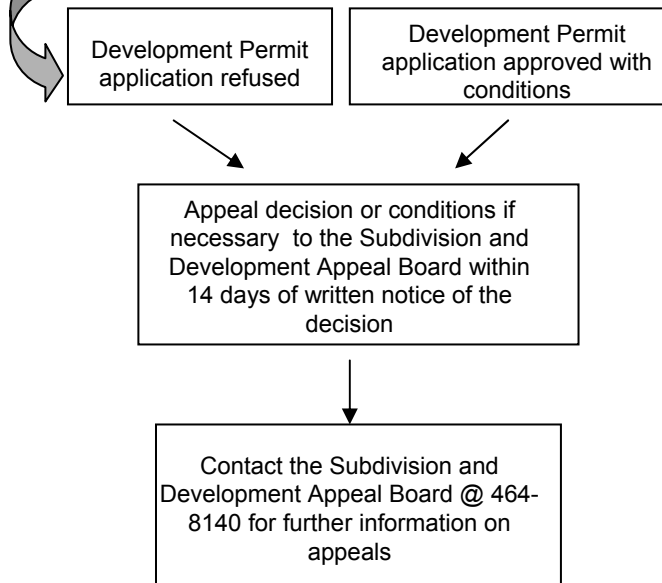 Development Permit
application refused
Development Permit
application approved with
conditions
Appeal decision or conditions if
necessary  to the Subdivision and
Development Appeal Board within
14 days of written notice of the
decision
Contact the Subdivision and
Development Appeal Board @ 464-
8140 for further information on
appeals